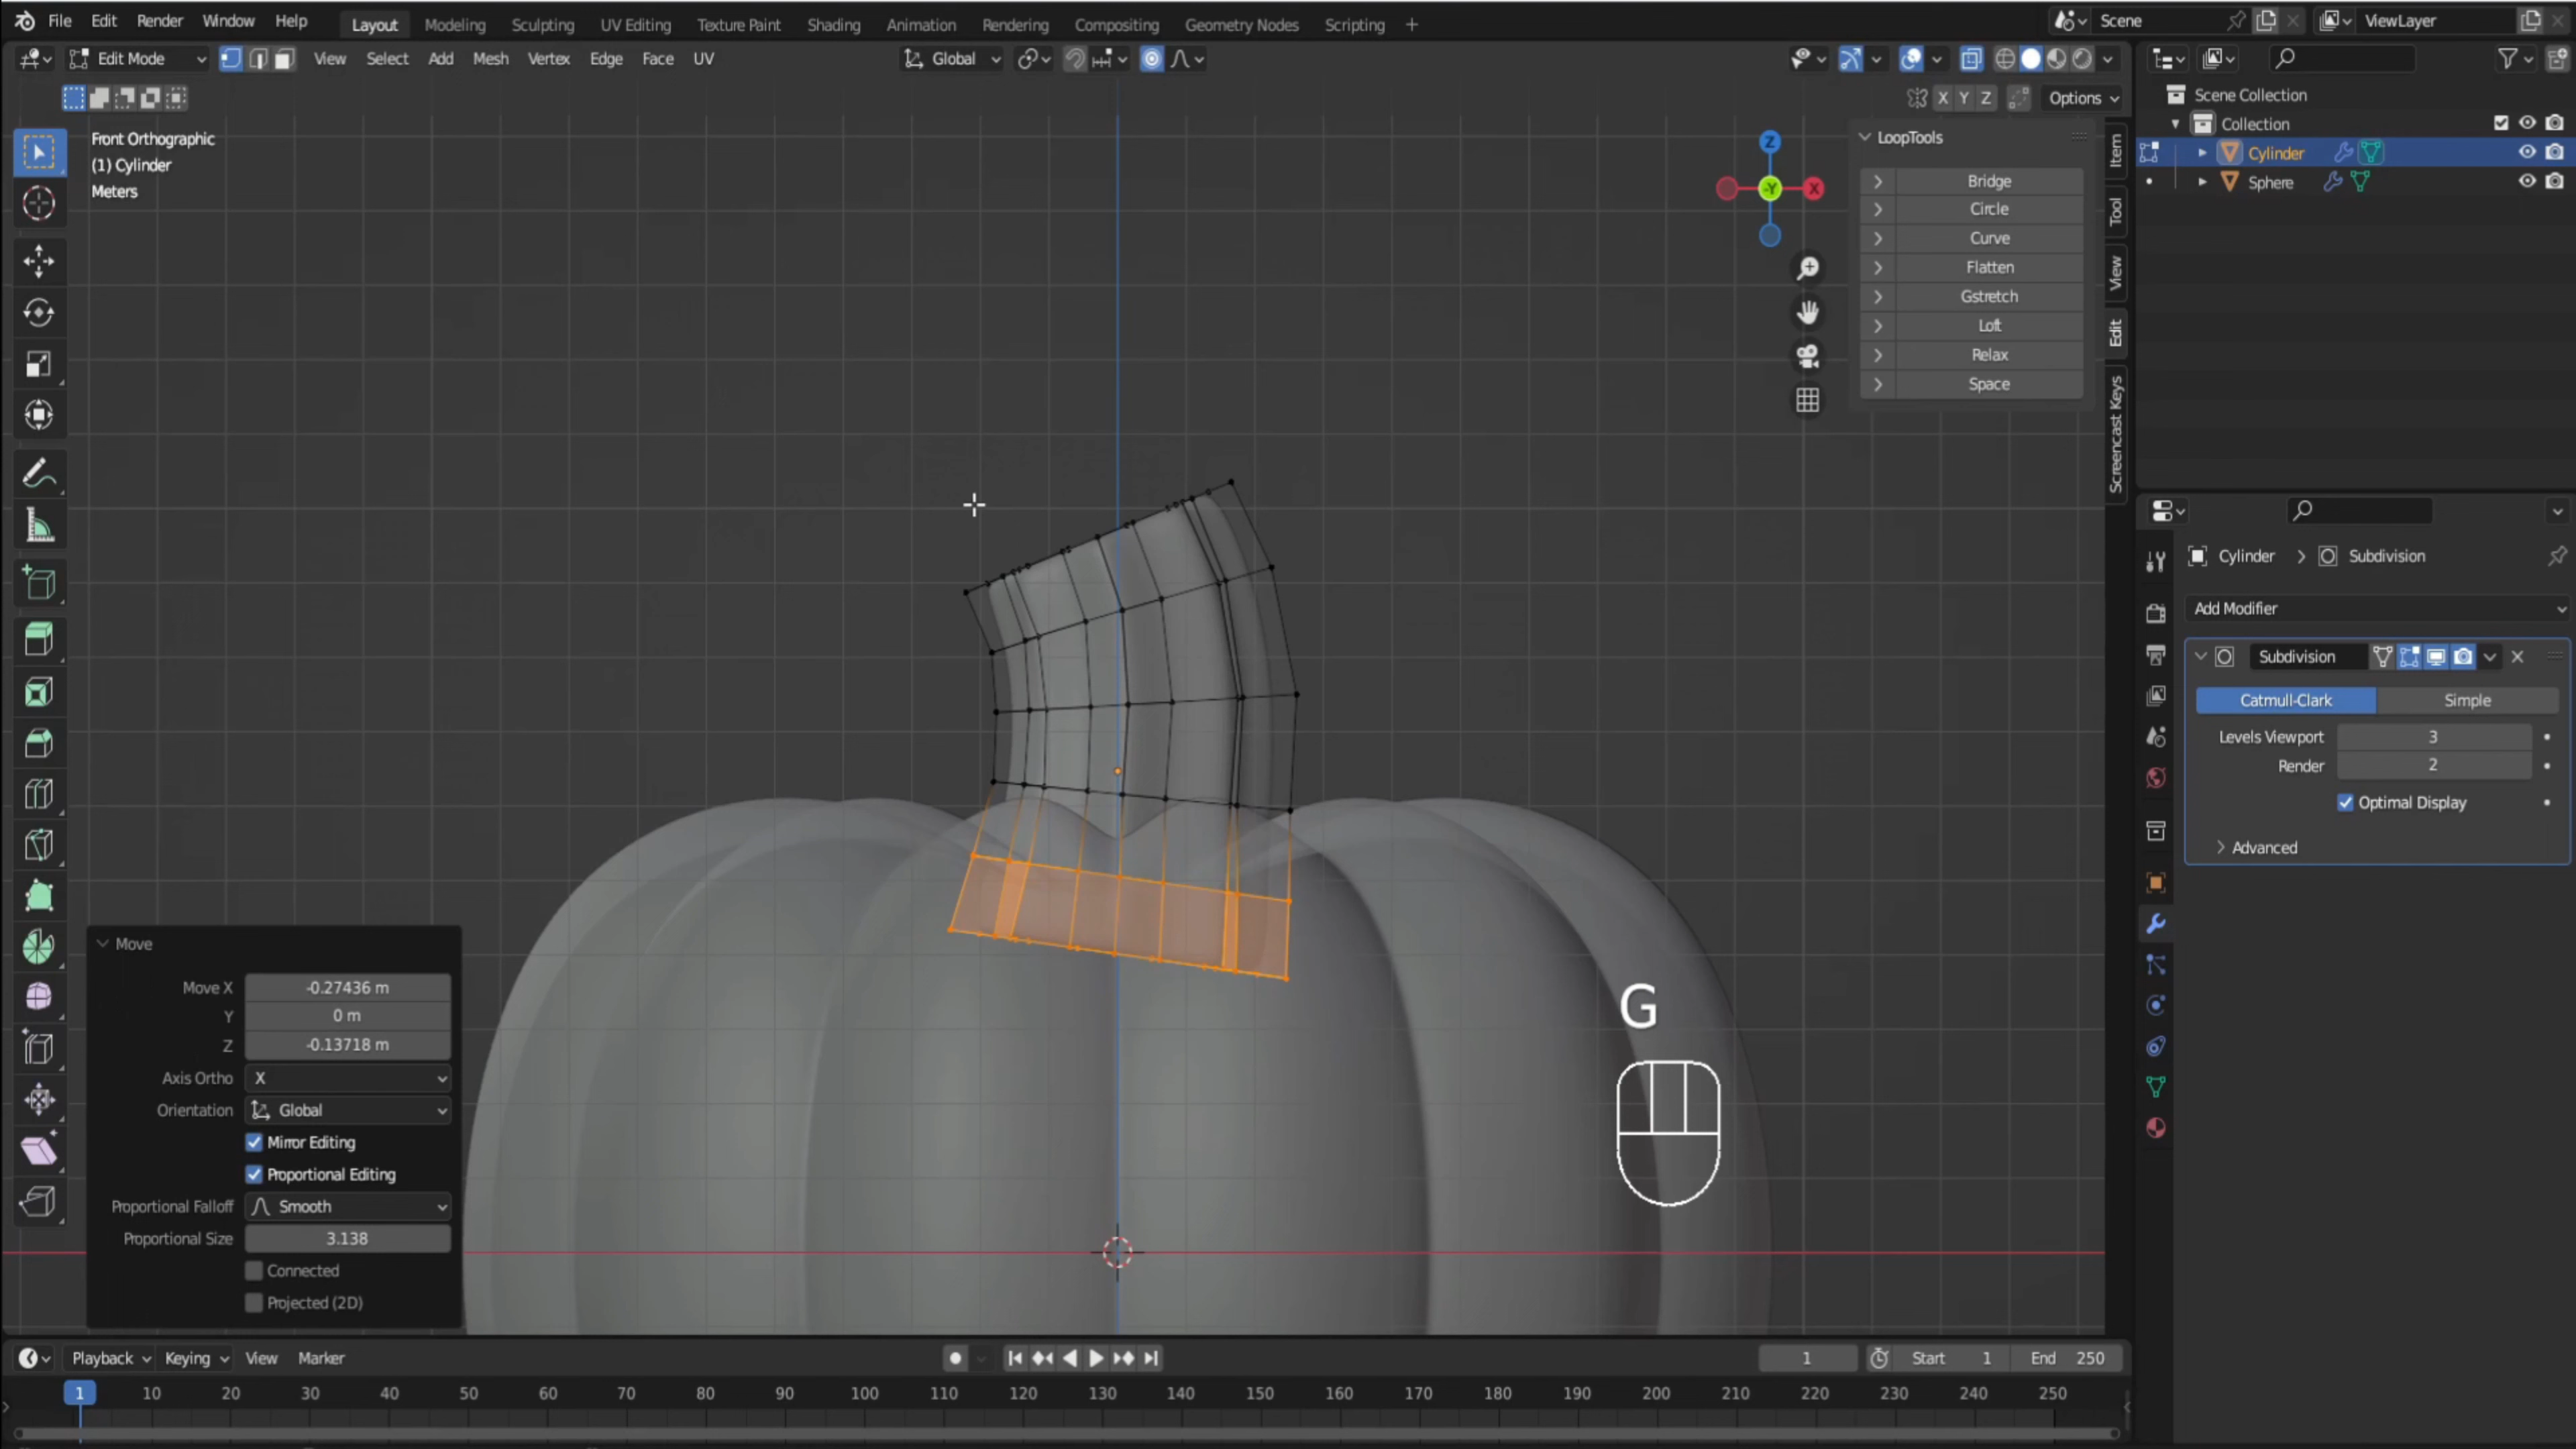 File Edit Render Window Help Layout Modeling Sculpting UV Editing Texture Paint Shading Animation Rendering Compositing Geometry Nodes Scripting + Scene ViewLayer
Edit Mode View Select Add Mesh Vertex Edge Face UV Global
X Y Z Options
Front Orthographic
(1) Cylinder
Meters
Z
-Y
X
LoopTools
Bridge
Circle
Curve
Flatten
Gstretch
Loft
Relax
Space
Item
Tool
View
Edit
Screencast Keys
Scene Collection
Collection
Cylinder
Sphere
Cylinder > Subdivision
Add Modifier
Subdivision
Catmull-Clark Simple
Levels Viewport 3
Render 2
Optimal Display
Advanced
Move
Move X -0.27436 m
Y 0 m
Z -0.13718 m
Axis Ortho X
Orientation Global
Mirror Editing
Proportional Editing
Proportional Falloff Smooth
Proportional Size 3.138
Connected
Projected (2D)
G
Playback Keying View Marker 1 Start 1 End 250
1 10 20 30 40 50 60 70 80 90 100 110 120 130 140 150 160 170 180 190 200 210 220 230 240 250